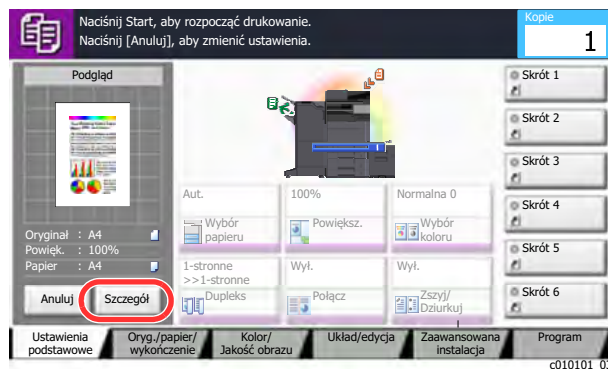 Naciśnij Start, aby rozpocząć drukowanie.
Naciśnij [Anuluj], aby zmienić ustawienia.
Kopie
1
Podgląd
Oryginał : A4
Powięk. : 100%
Papier : A4
Anuluj
Szczegół
Aut.
Wybór
papieru
100%
Powiększ.
Normalna 0
Wybór
koloru
1-stronne
>>1-stronne
Dupleks
Wył.
Połącz
Wył.
Zszyj/
Dziurkuj
Skrót 1
Skrót 2
Skrót 3
Skrót 4
Skrót 5
Skrót 6
Ustawienia
podstawowe
Oryg./papier/
wykończenie
Kolor/
Jakość obrazu
Układ/edycja
Zaawansowana
instalacja
Program